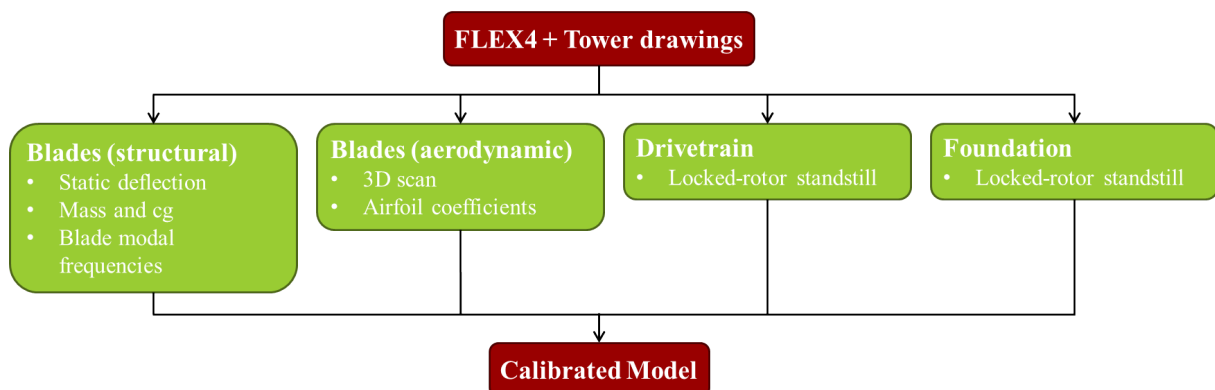 FLEX4 + Tower drawings
Blades (structural)
• Static deflection
• Mass and cg
• Blade modal
frequencies
Blades (aerodynamic)
• 3D scan
• Airfoil coefficients
Drivetrain
• Locked-rotor standstill
Foundation
• Locked-rotor standstill
Calibrated Model